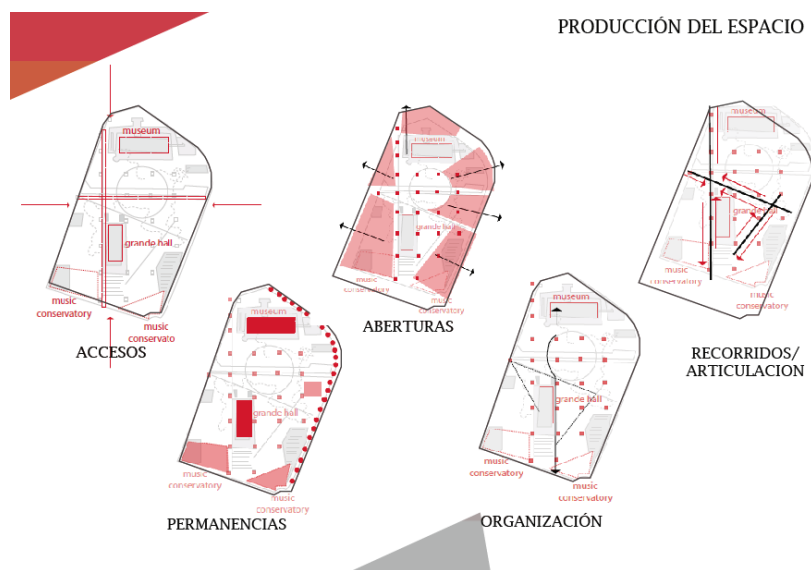 PRODUCCIÓN DEL ESPACIO
museum
grande hall
music
conservatory
music
conservato
ACCESOS
museum
grande hall
music
conservatory
music
conservatory
PERMANENCIAS
museum
grande hall
music
conservatory
music
conservatory
ABERTURAS
museum
grande hall
music
conservatory
music
conservatory
ORGANIZACIÓN
museum
grande hall
music
conservatory
music
conservatory
RECORRIDOS/
ARTICULACION